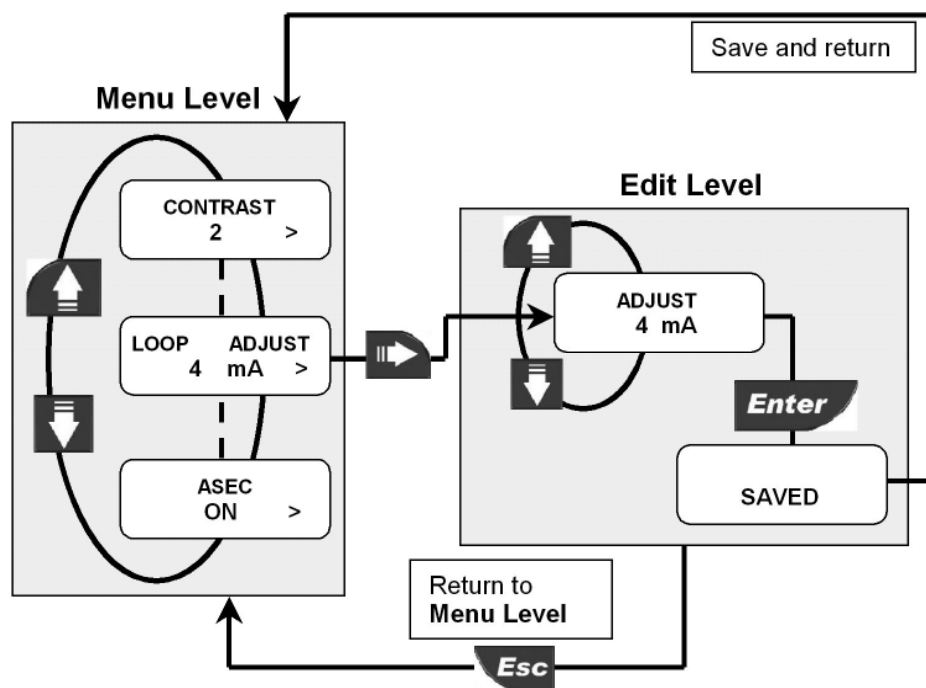 Save and return
Menu Level
CONTRAST
2 >
LOOP ADJUST
4 mA >
ASEC
ON >
Edit Level
ADJUST
4 mA
Enter
SAVED
Return to
Menu Level
Esc